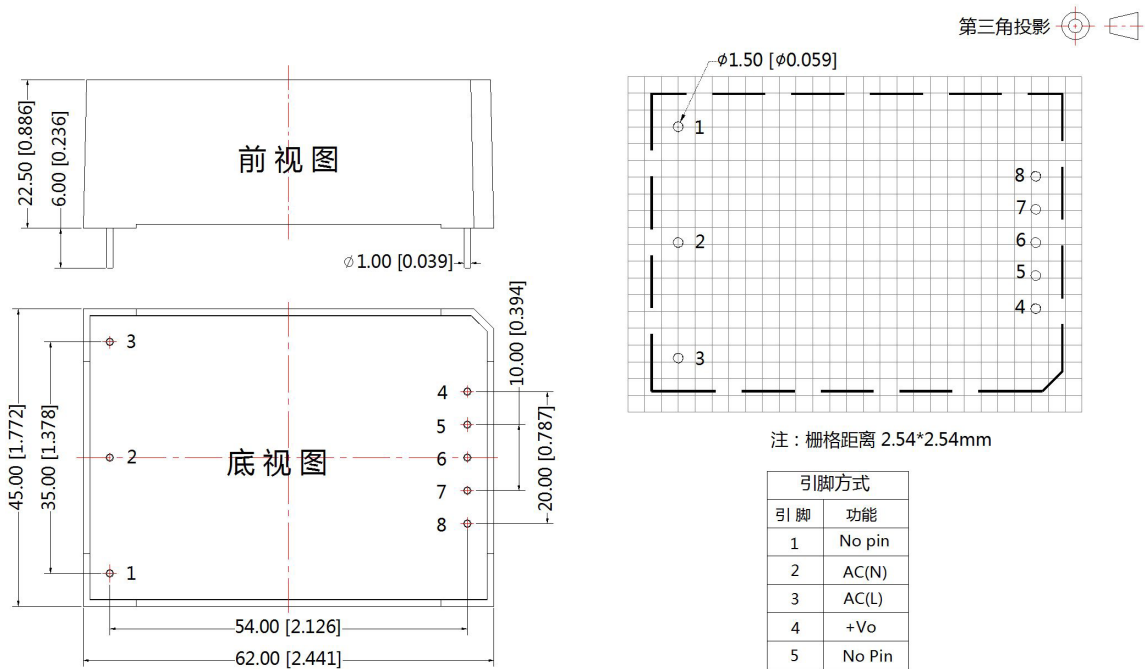 第三角投影
ϕ1.50 [ϕ0.059]
22.50 [0.886]
6.00 [0.236]
前视图
∅1.00 [0.039]
1
2
3
8
7
6
5
4
注：栅格距离 2.54*2.54mm
45.00 [1.772]
35.00 [1.378]
3
2
1
底视图
4
5
6
7
8
10.00 [0.394]
20.00 [0.787]
54.00 [2.126]
62.00 [2.441]
引脚方式
引 脚 功能
1 No pin
2 AC(N)
3 AC(L)
4 +Vo
5 No Pin